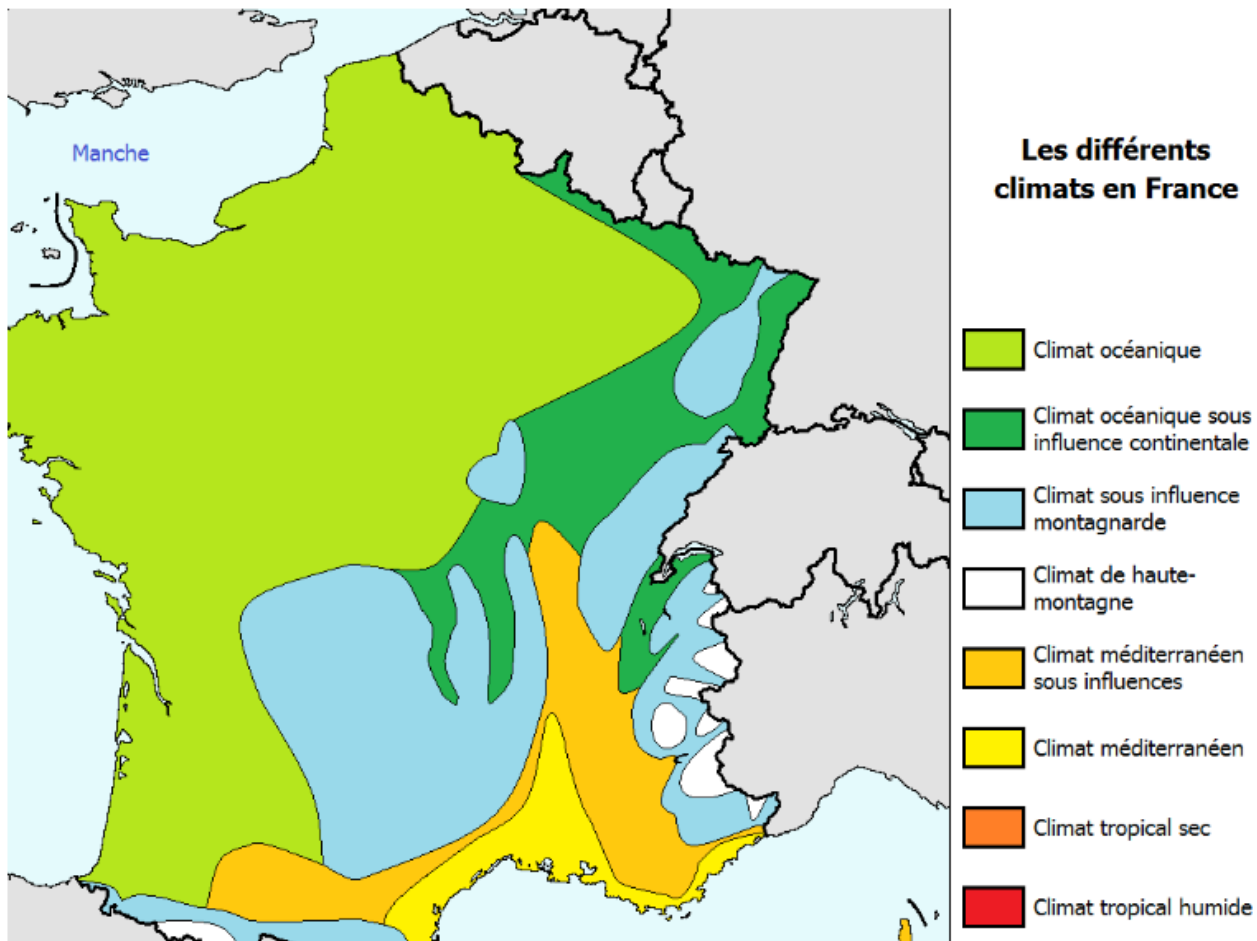 Manche
Les différents
climats en France
Climat océanique
Climat océanique sous
influence continentale
Climat sous influence
montagnarde
Climat de haute-
montagne
Climat méditerranéen
sous influences
Climat méditerranéen
Climat tropical sec
Climat tropical humide